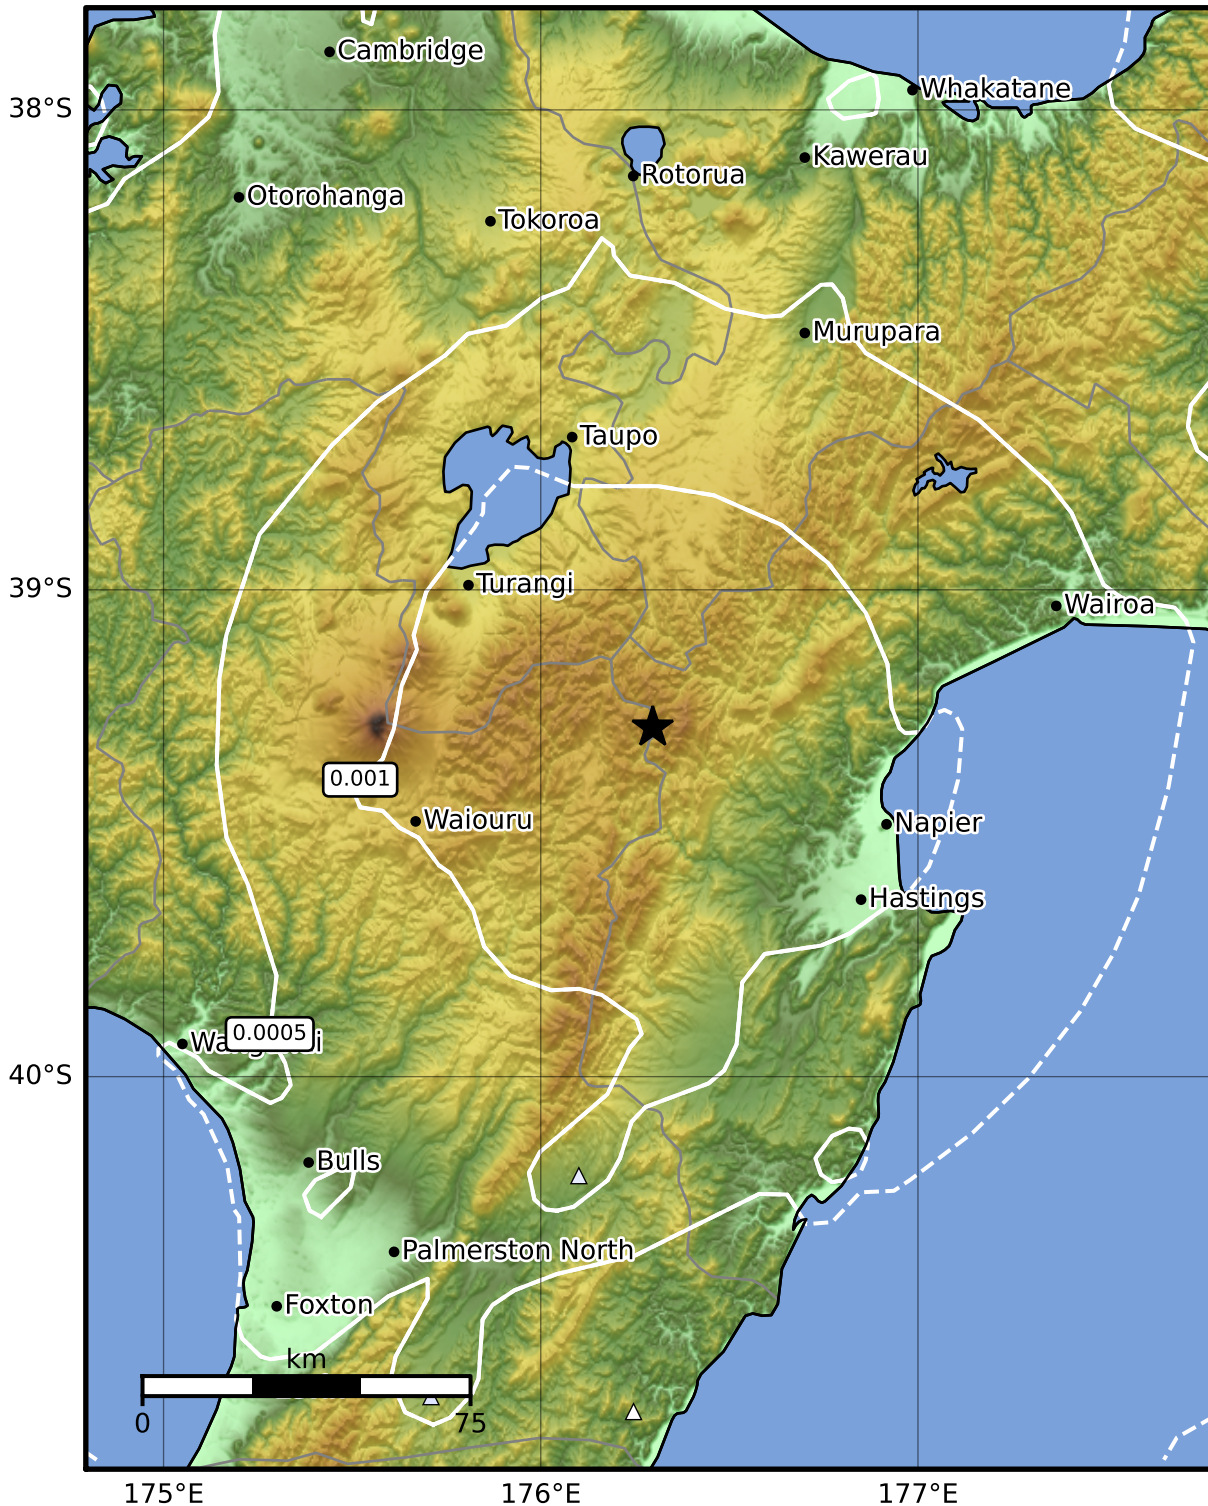 Cambridge
Whakatane
38°S
Kawerau
Rotorua
Otorohanga
Tokoroa
Murupara
Taupo
Turangi
39°S
Wairoa
0.001
Waiouru
Napier
Hastings
0.0005
40°S
Bulls
Palmerston North
Foxton
km
0
75
175°E
176°E
177°E